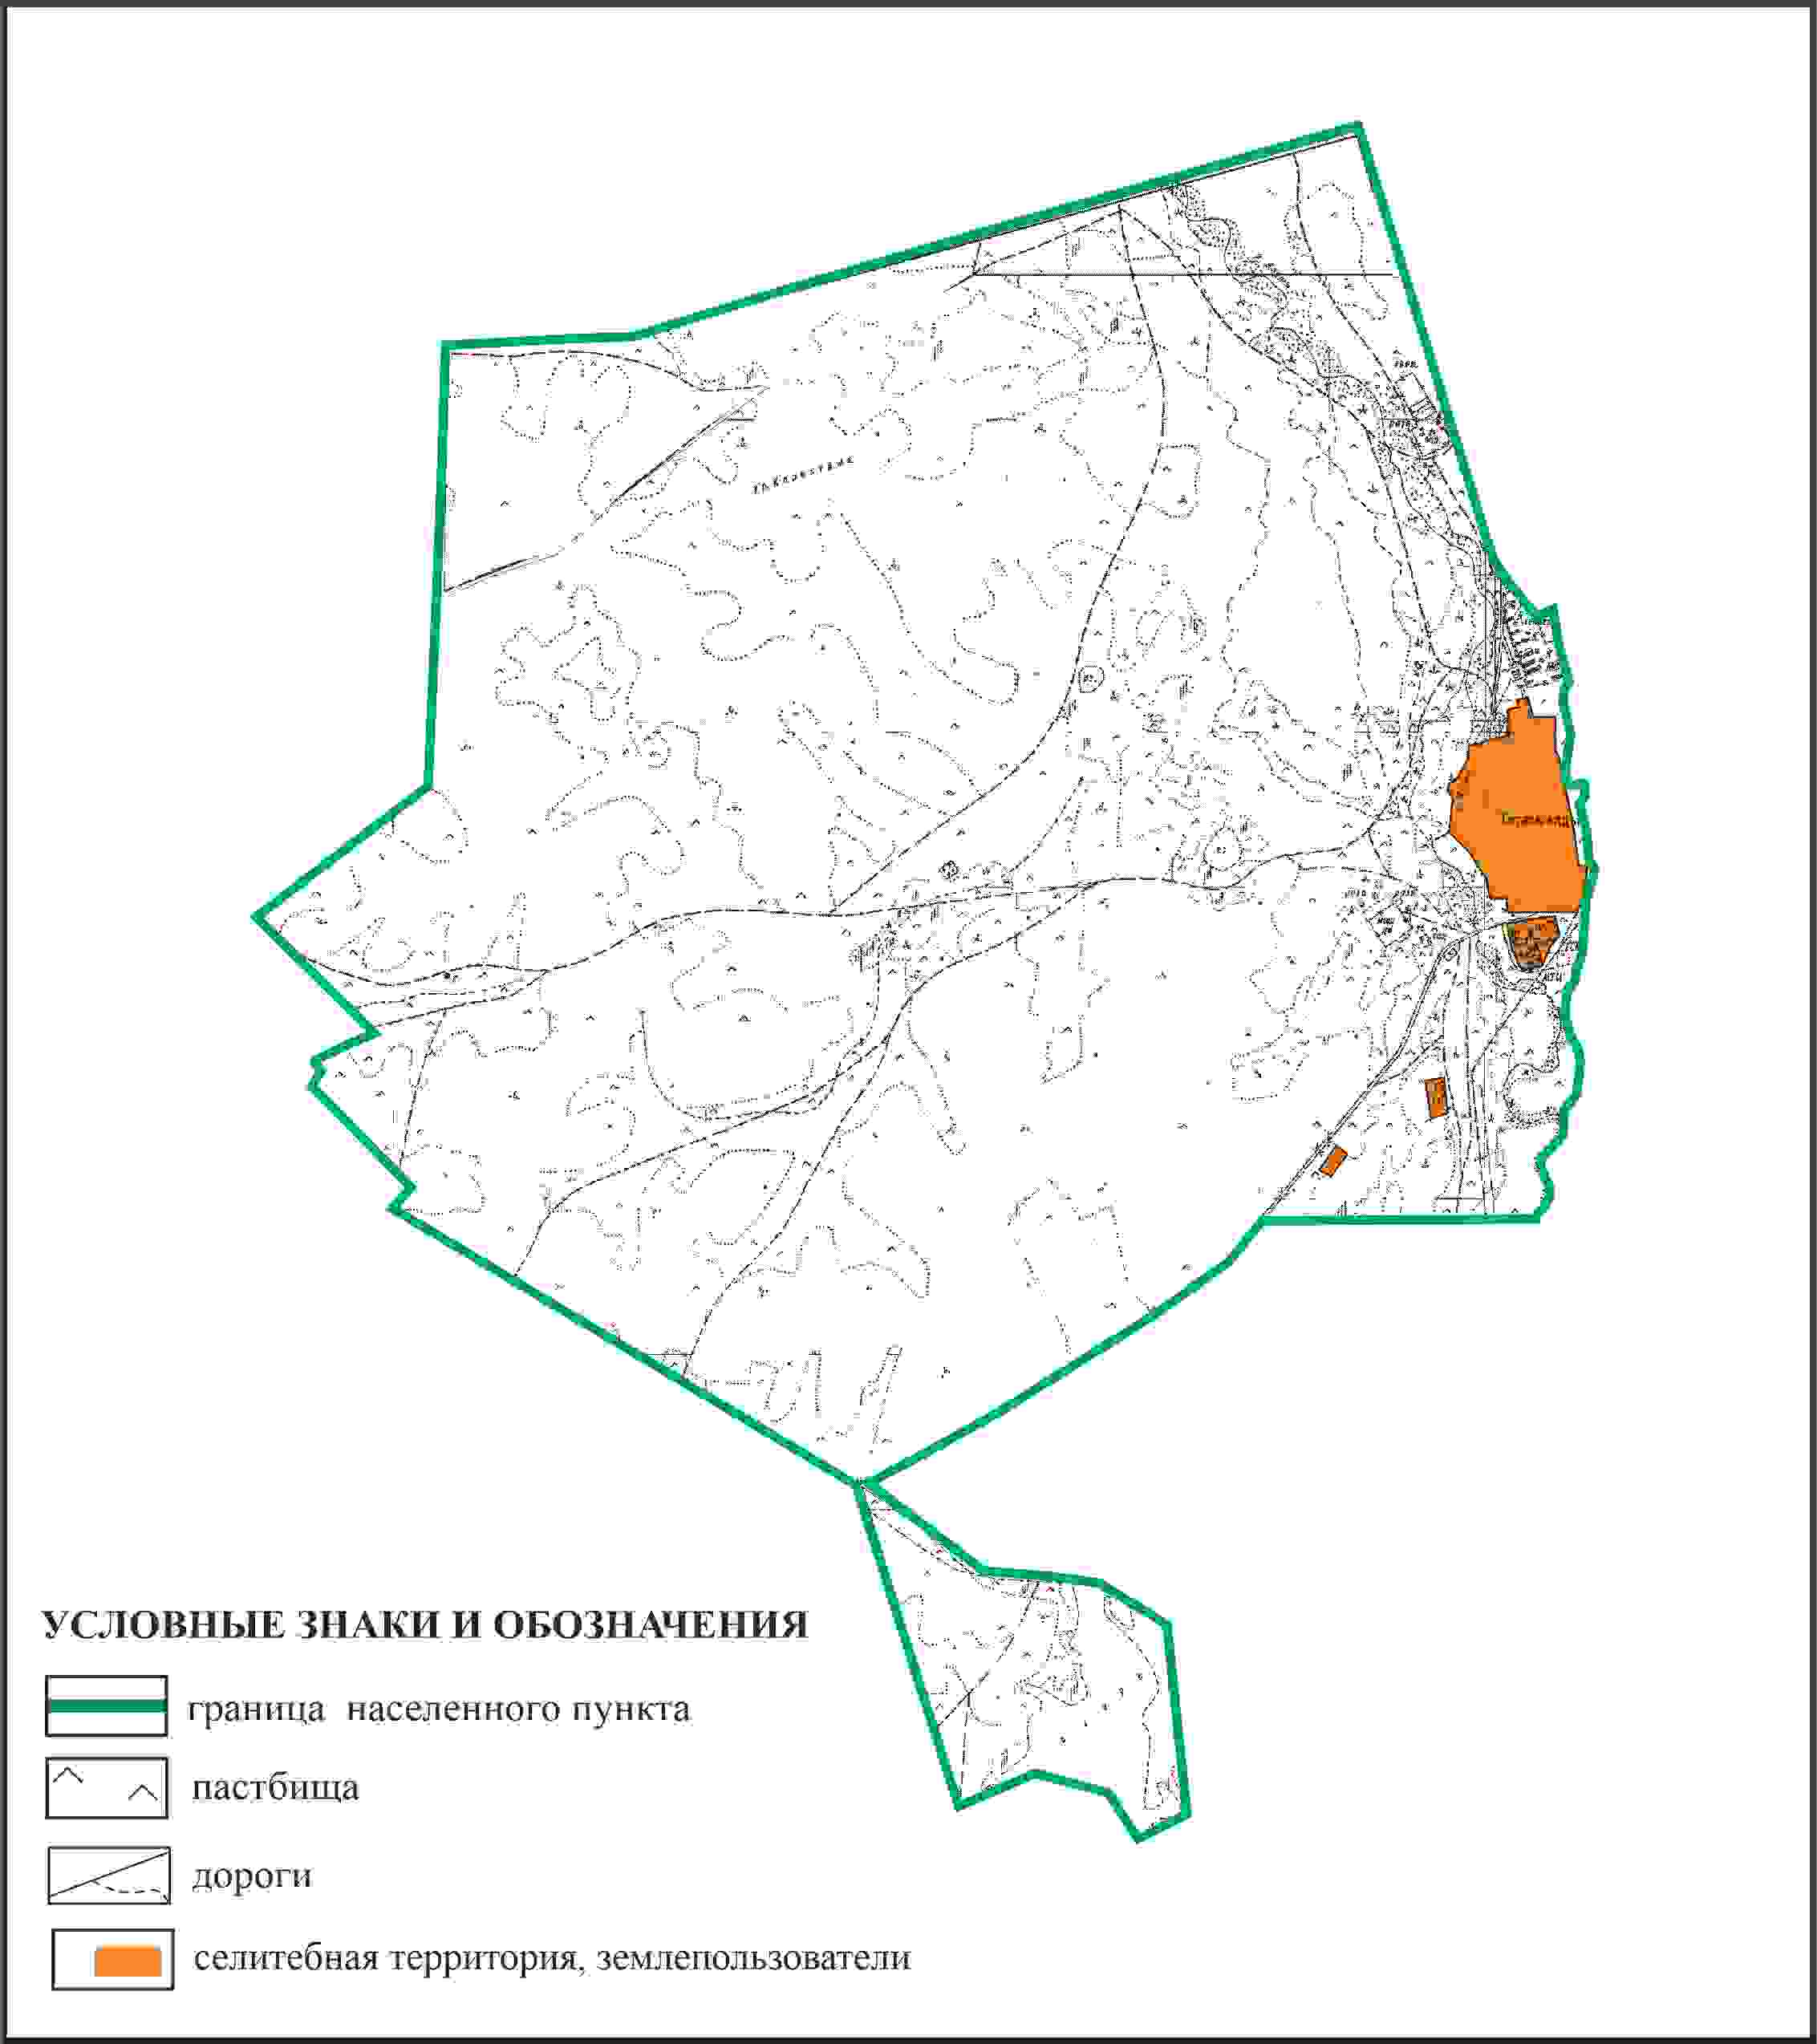 УСЛОВНЫЕ ЗНАКИ И ОБОЗНАЧЕНИЯ
граница населенного пункта
пастбища
дороги
селитебная территория, землепользователи